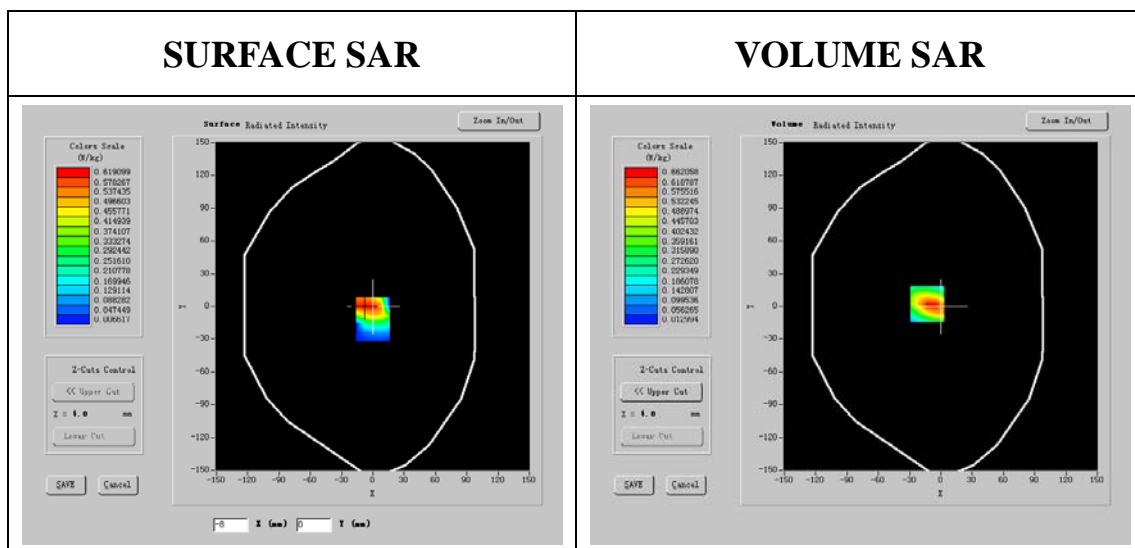 SURFACE SAR
VOLUME SAR
Surface Radiated Intensity
Zoom In/Out
Colors Scale
(W/kg)
0.619099
0.578267
0.537435
0.496603
0.455771
0.414939
0.374107
0.333274
0.292442
0.251610
0.210778
0.169946
0.129114
0.088282
0.047449
0.006617
150
120
90
60
30
0
-30
-60
-90
-120
-150
Y
-150 -120 -90 -60 -30 0 30 60 90 120 150
X
Z-Cuts Control
<< Upper Cut
Z = 4.0 mm
Lower Cut
SAVE
Cancel
-8 X (mm) 0 Y (mm)
Volume Radiated Intensity
Zoom In/Out
Colors Scale
(W/kg)
0.662058
0.618787
0.575516
0.532245
0.488974
0.445703
0.402432
0.359161
0.315890
0.272620
0.229349
0.186078
0.142807
0.099536
0.056265
0.012994
150
120
90
60
30
0
-30
-60
-90
-120
-150
Y
-150 -120 -90 -60 -30 0 30 60 90 120 150
X
Z-Cuts Control
<< Upper Cut
Z = 4.0 mm
Lower Cut
SAVE
Cancel